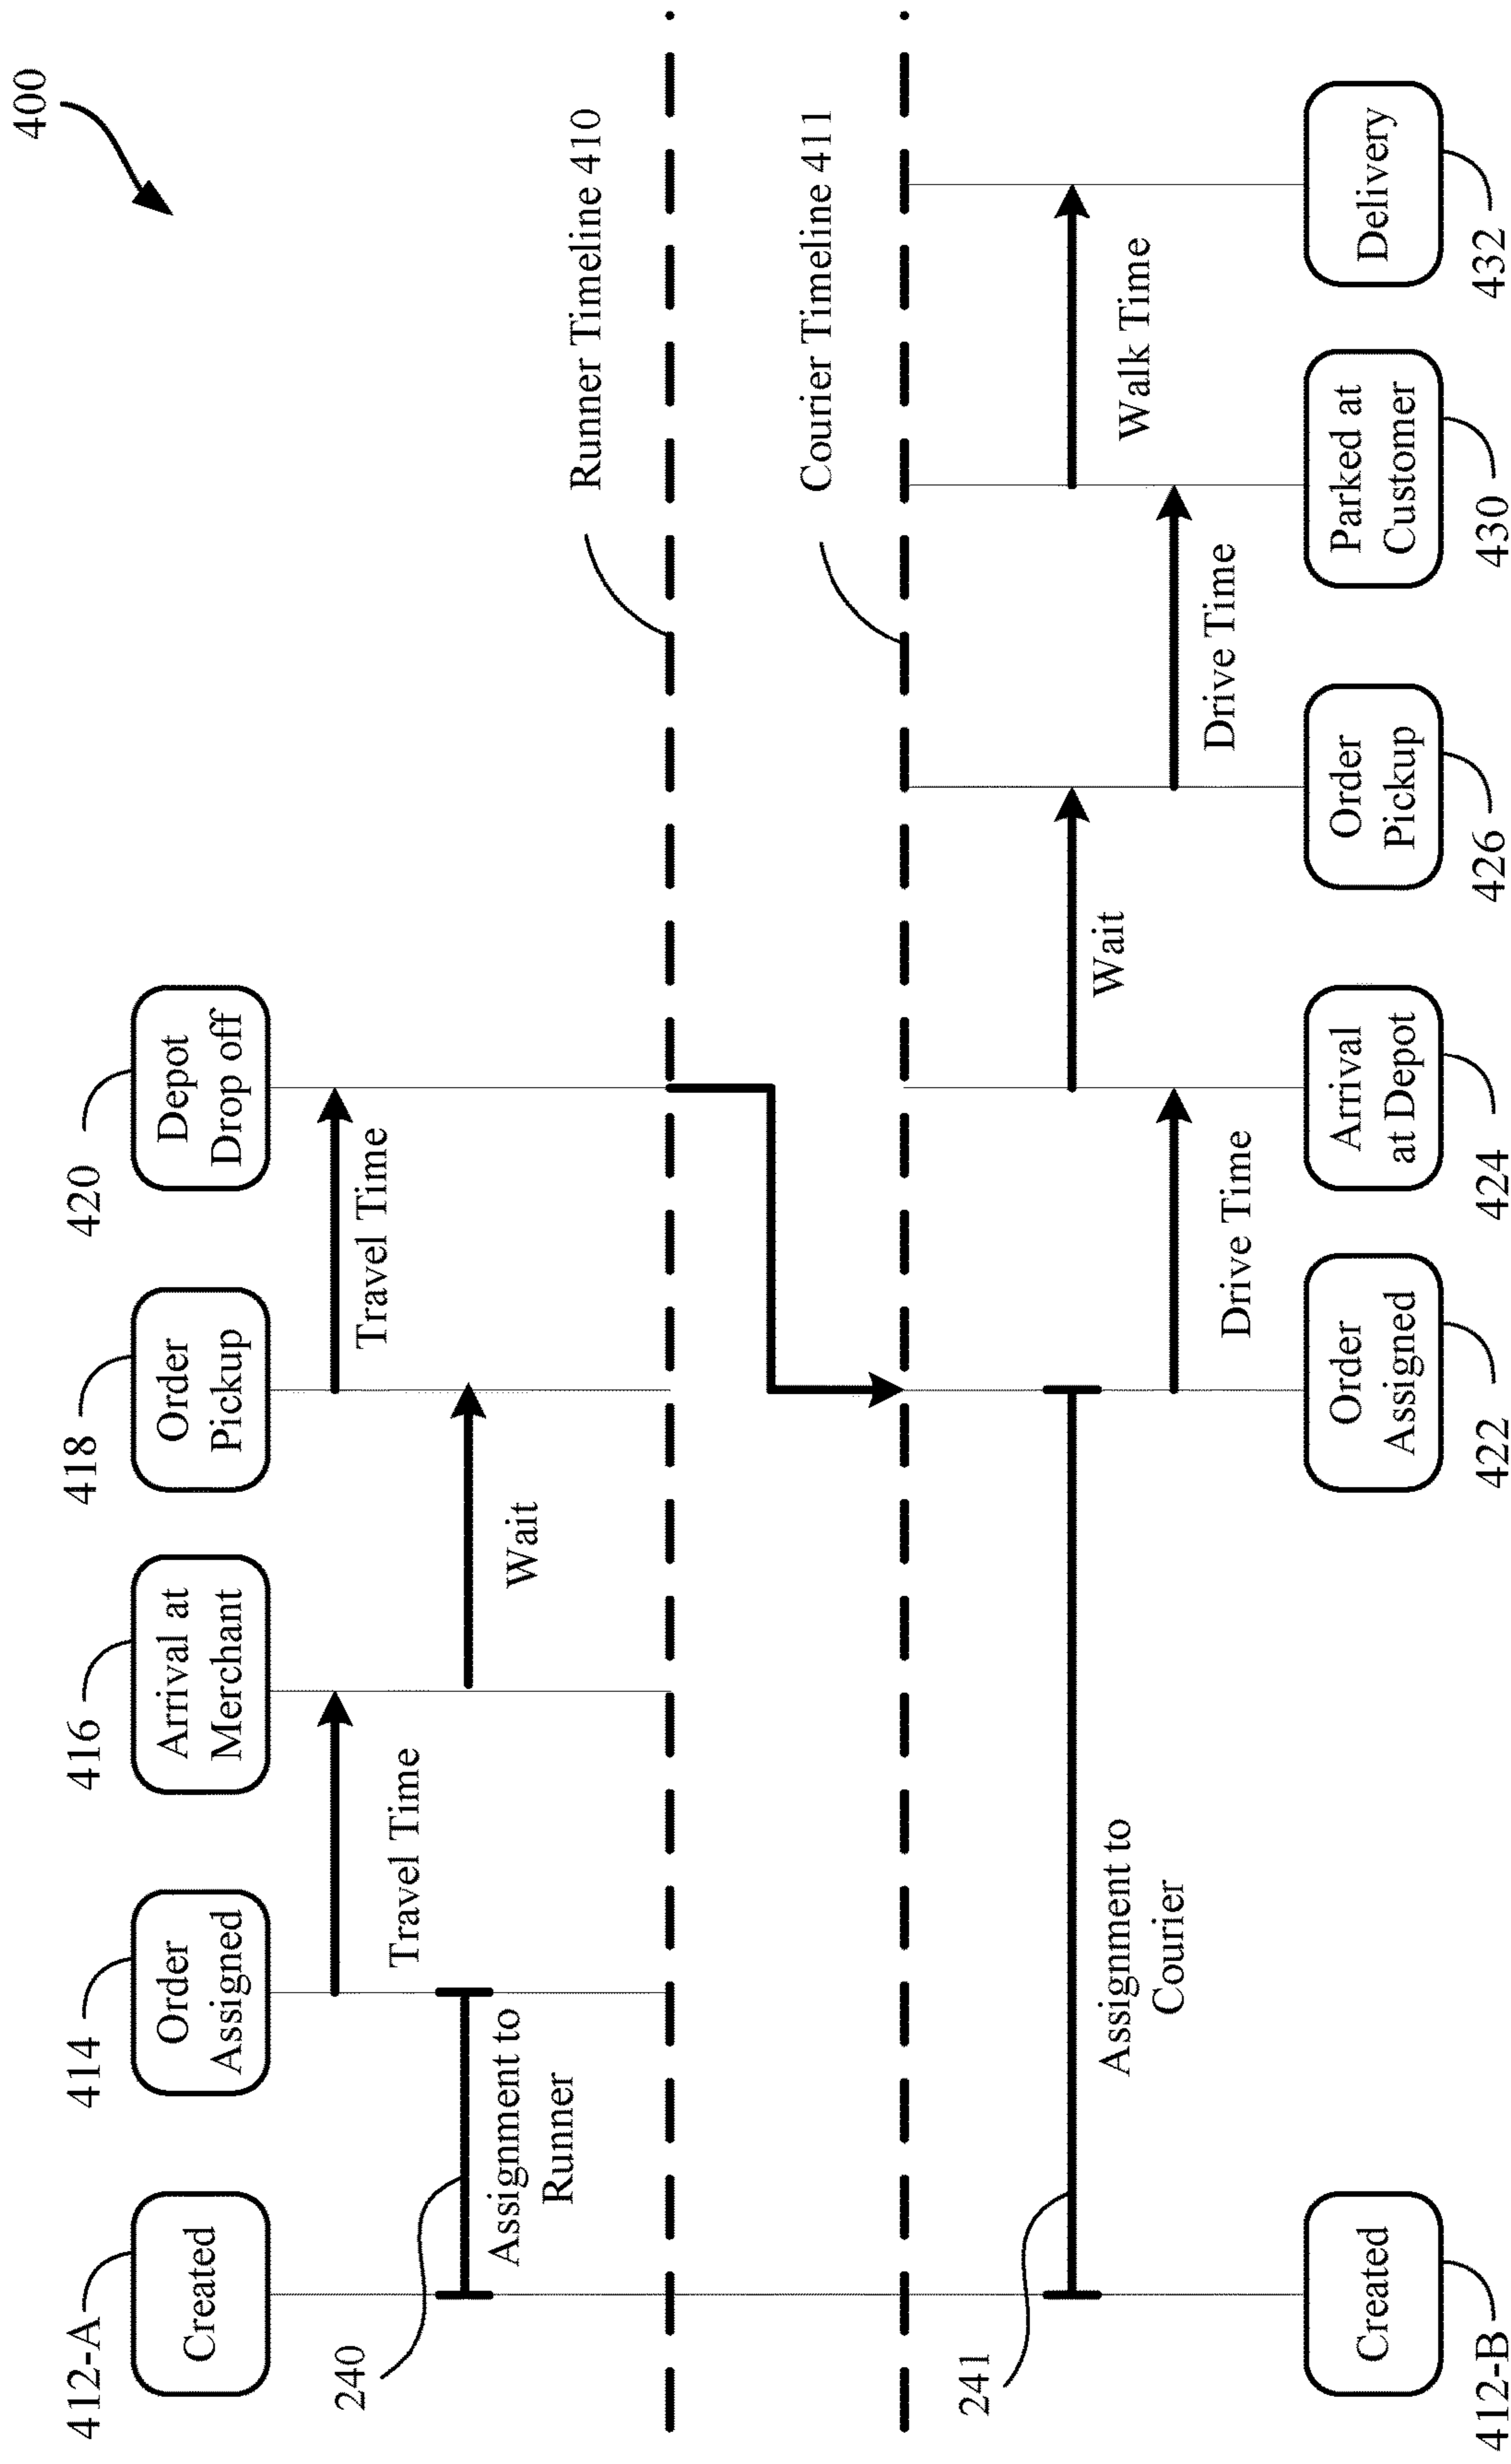 400
412-A
414
416
418
420
Created
Order
Assigned
Arrival at
Merchant
Order
Pickup
Depot
Drop off
Travel Time
Travel Time
240
Assignment to
Runner
Wait
Runner Timeline 410
Courier Timeline 411
241
Assignment to
Courier
Wait
Walk Time
Drive Time
Drive Time
Created
Order
Assigned
Arrival
at Depot
Order
Pickup
Parked at
Customer
Delivery
412-B
422
424
426
430
432